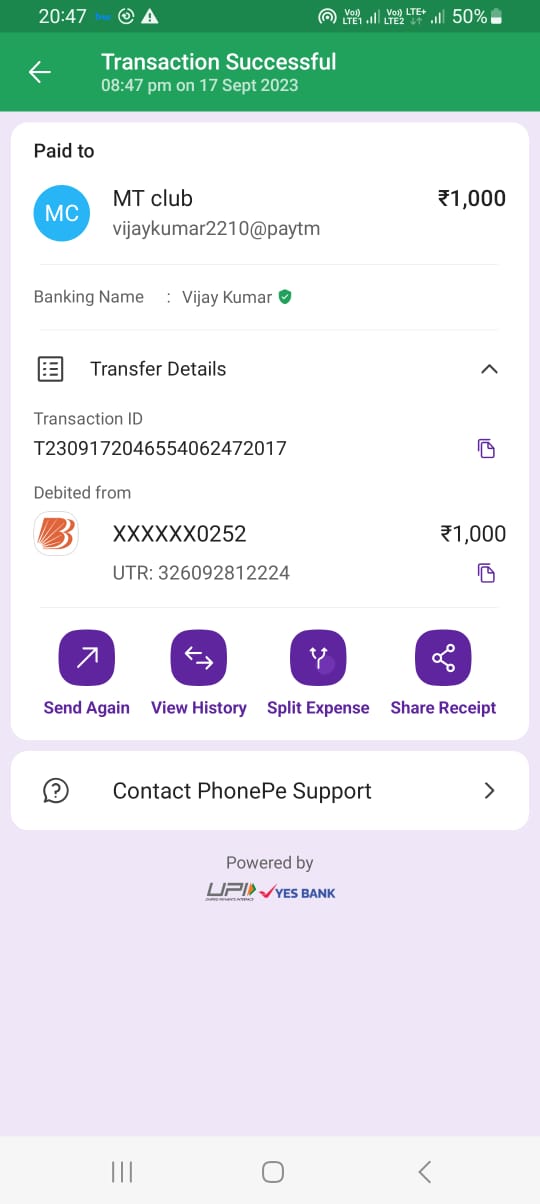 20:47 Vo) LTE1 Vo) LTE+ LTE2 50%
Transaction Successful
08:47 pm on 17 Sept 2023
Paid to
MC MT club ₹1,000
vijaykumar2210@paytm
Banking Name : Vijay Kumar
Transfer Details
Transaction ID
T2309172046554062472017
Debited from
XXXXXX0252 ₹1,000
UTR: 326092812224
Send Again View History Split Expense Share Receipt
Contact PhonePe Support
Powered by
UPI YES BANK